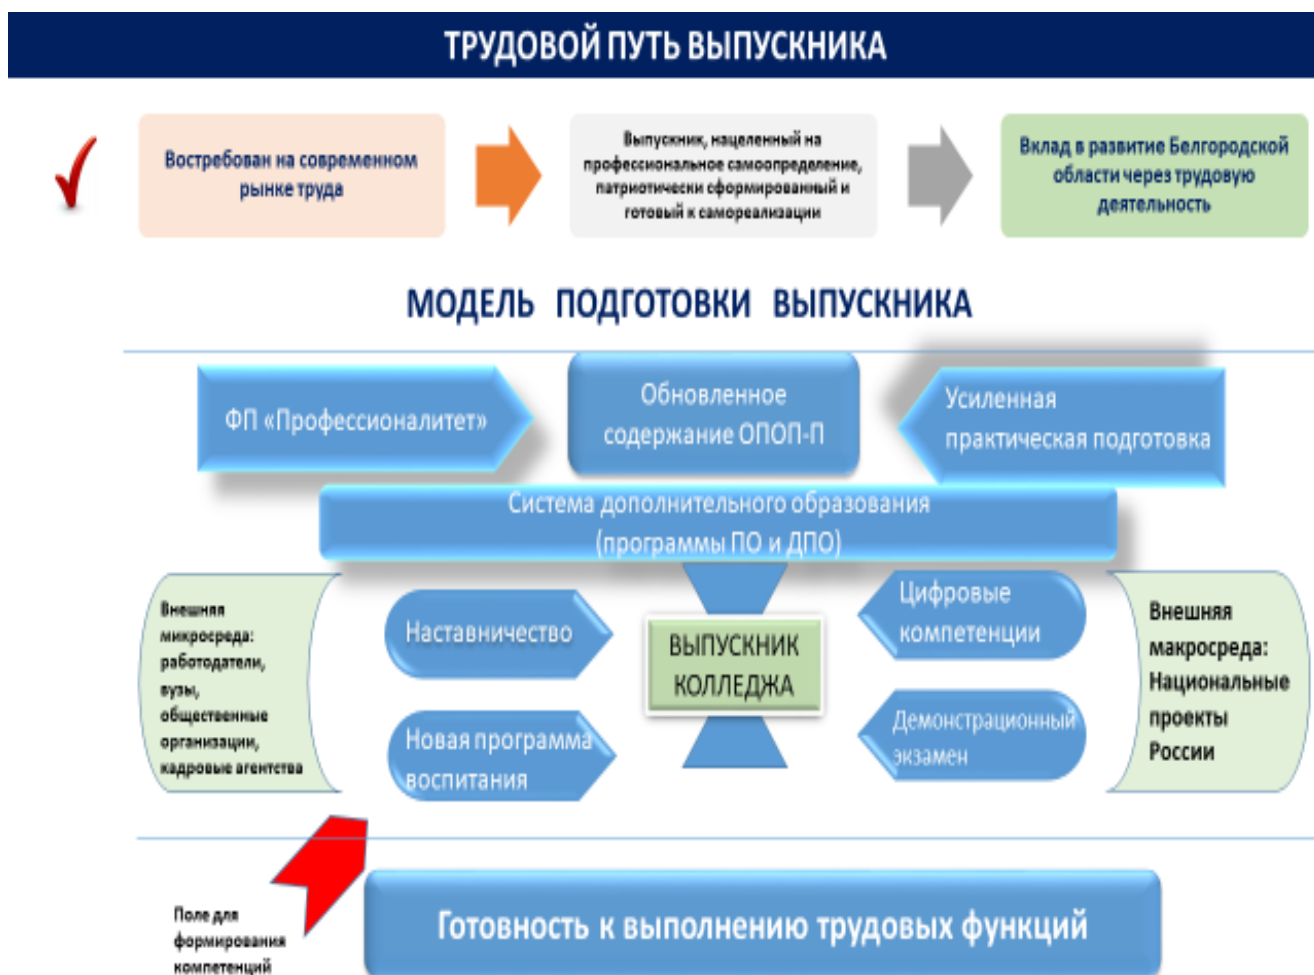 ТРУДОВОЙ ПУТЬ ВЫПУСКНИКА
Востребован на современном
рынке труда
Выпускник, нацеленный на
профессиональное самоопределение,
патриотически сформированный и
готовый к самореализации
Вклад в развитие Белгородской
области через трудовую
деятельность
МОДЕЛЬ ПОДГОТОВКИ ВЫПУСКНИКА
ФП «Профессионалитет»
Обновленное
содержание ОПОП-П
Усиленная
практическая подготовка
Система дополнительного образования
(программы ПО и ДПО)
Внешняя
микросреда:
работодатели,
вузы,
общественные
организации,
кадровые агентства
Наставничество
Новая программа
воспитания
ВЫПУСКНИК
КОЛЛЕДЖА
Цифровые
компетенции
Демонстрационный
экзамен
Внешняя
макросреда:
Национальные
проекты
России
Поле для
формирования
компетенций
Готовность к выполнению трудовых функций